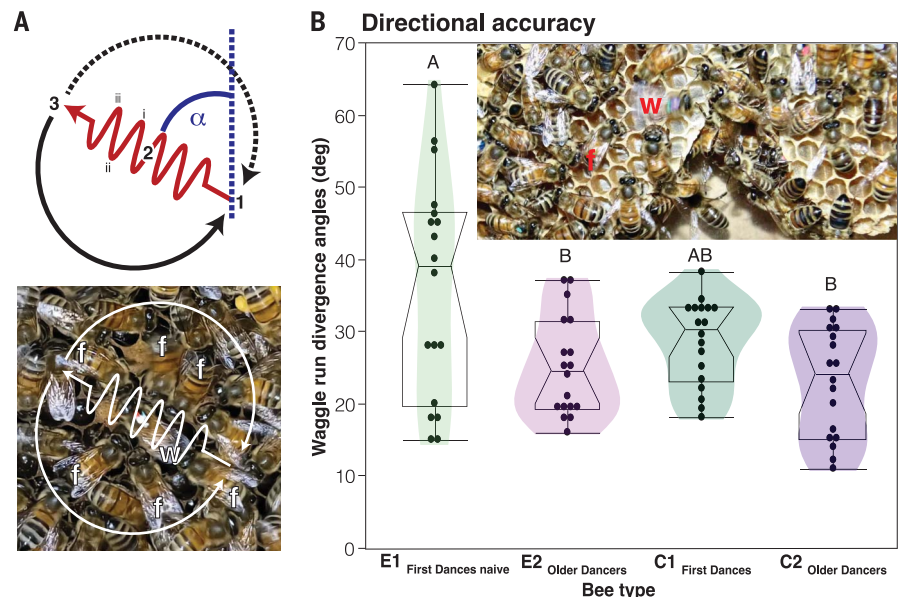 A
3
iii
i
ii
2
α
1
f
f
f
w
f
f
f
B Directional accuracy
Waggle run divergence angles (deg)
70
60
50
40
30
20
10
0
A
B
AB
B
w
f
E1 First Dances naive
E2 Older Dancers
C1 First Dances
C2 Older Dancers
Bee type